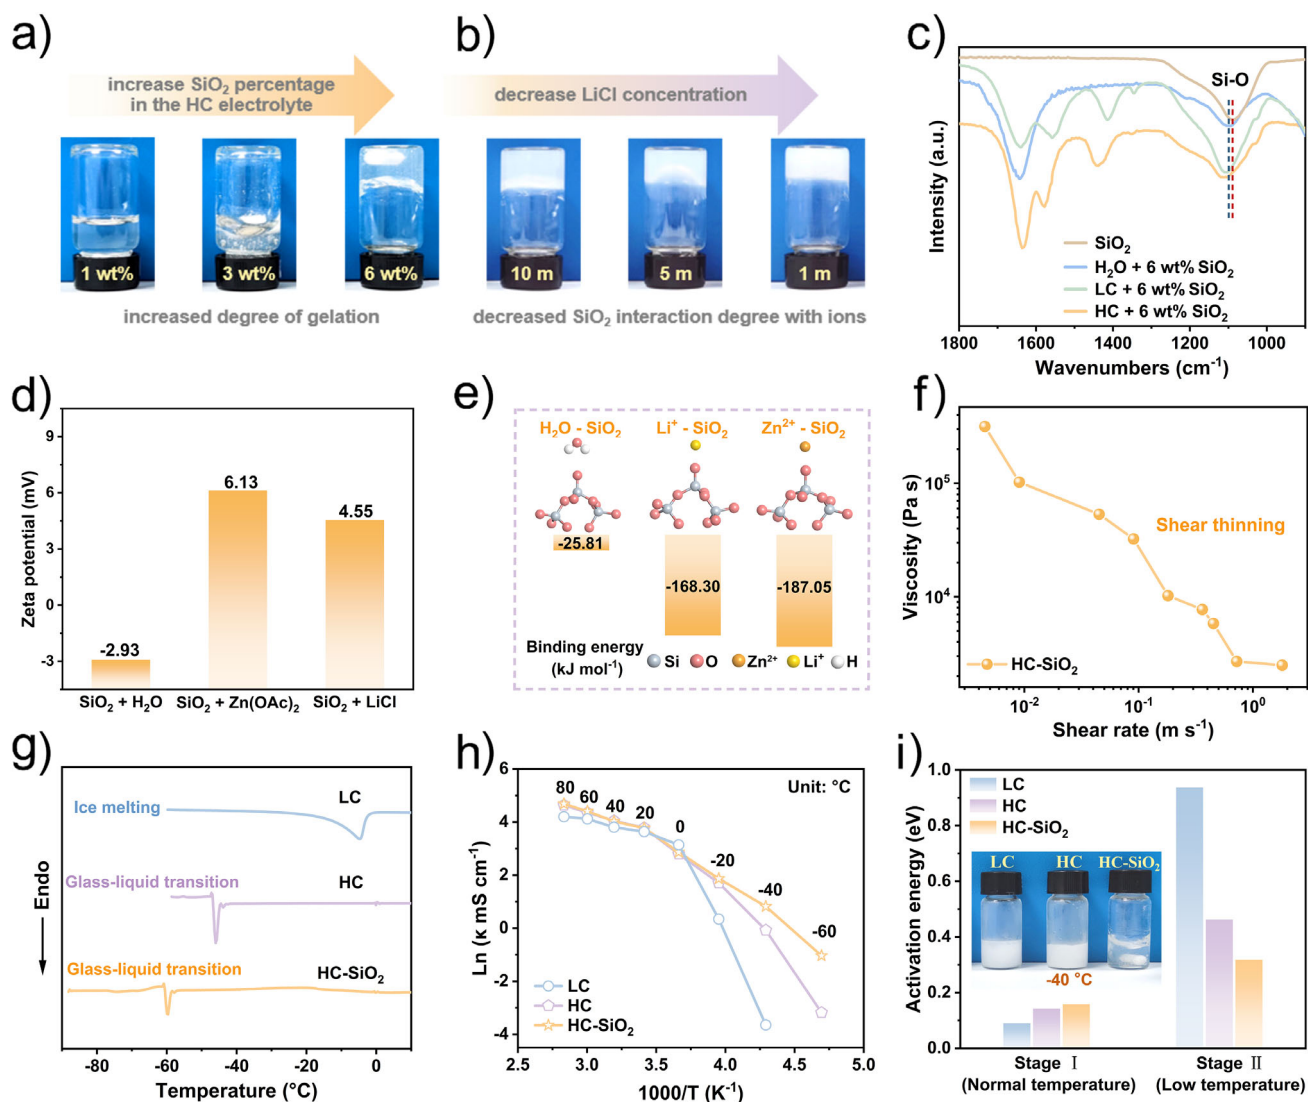 a)
increase SiO₂ percentage
in the HC electrolyte
1 wt%
3 wt%
6 wt%
increased degree of gelation
b)
decrease LiCl concentration
10 m
5 m
1 m
decreased SiO₂ interaction degree with ions
c)
Si-O
Intensity (a.u.)
SiO₂
H₂O + 6 wt% SiO₂
LC + 6 wt% SiO₂
HC + 6 wt% SiO₂
1800 1600 1400 1200 1000
Wavenumbers (cm⁻¹)
d)
Zeta potential (mV)
9
6
3
0
-3
-2.93
6.13
4.55
SiO₂ + H₂O
SiO₂ + Zn(OAc)₂
SiO₂ + LiCl
e)
H₂O - SiO₂
Li⁺ - SiO₂
Zn²⁺ - SiO₂
-25.81
-168.30
-187.05
Binding energy
(kJ mol⁻¹)
Si O Zn²⁺ Li⁺ H
f)
Viscosity (Pa s)
10⁵
10⁴
Shear thinning
HC-SiO₂
10⁻² 10⁻¹ 10⁰
Shear rate (m s⁻¹)
g)
Endo
Ice melting
LC
Glass-liquid transition
HC
Glass-liquid transition
HC-SiO₂
-80 -60 -40 -20 0
Temperature (°C)
h)
Ln (κ mS cm⁻¹)
6
4
2
0
-2
-4
Unit: °C
80
60
40
20
0
-20
-40
-60
LC
HC
HC-SiO₂
2.5 3.0 3.5 4.0 4.5 5.0
1000/T (K⁻¹)
i)
Activation energy (eV)
1.0
0.8
0.6
0.4
0.2
0.0
LC
HC
HC-SiO₂
LC HC HC-SiO₂
-40 °C
Stage Ⅰ
(Normal temperature)
Stage Ⅱ
(Low temperature)